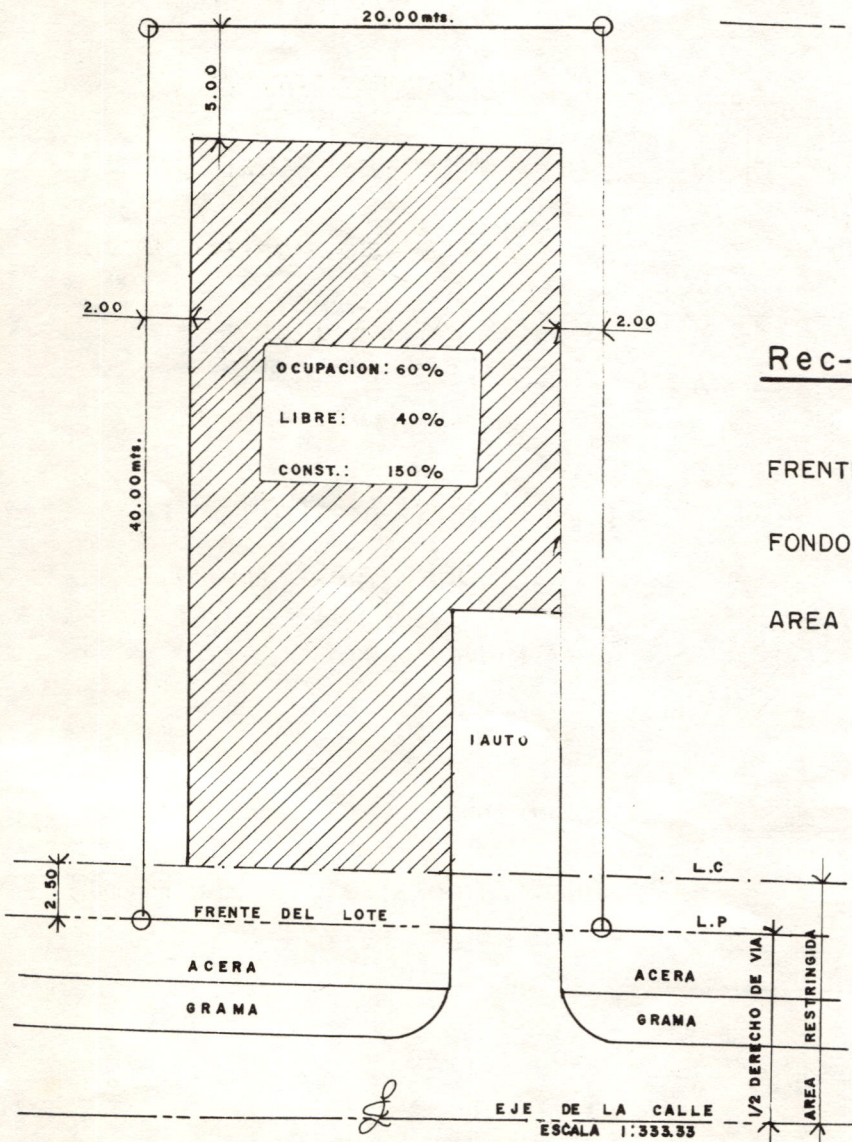 20.00mts.
5.00
2.00
2.00
OCUPACION: 60%
LIBRE: 40%
CONST.: 150%
40.00mts.
Rec-
FRENT
FONDO
AREA
1 AUTO
L.C
2.50
FRENTE DEL LOTE
L.P
ACERA
ACERA
GRAMA
GRAMA
1/2 DERECHO DE VIA
AREA RESTRINGIDA
EJE DE LA CALLE
ESCALA 1:333.33